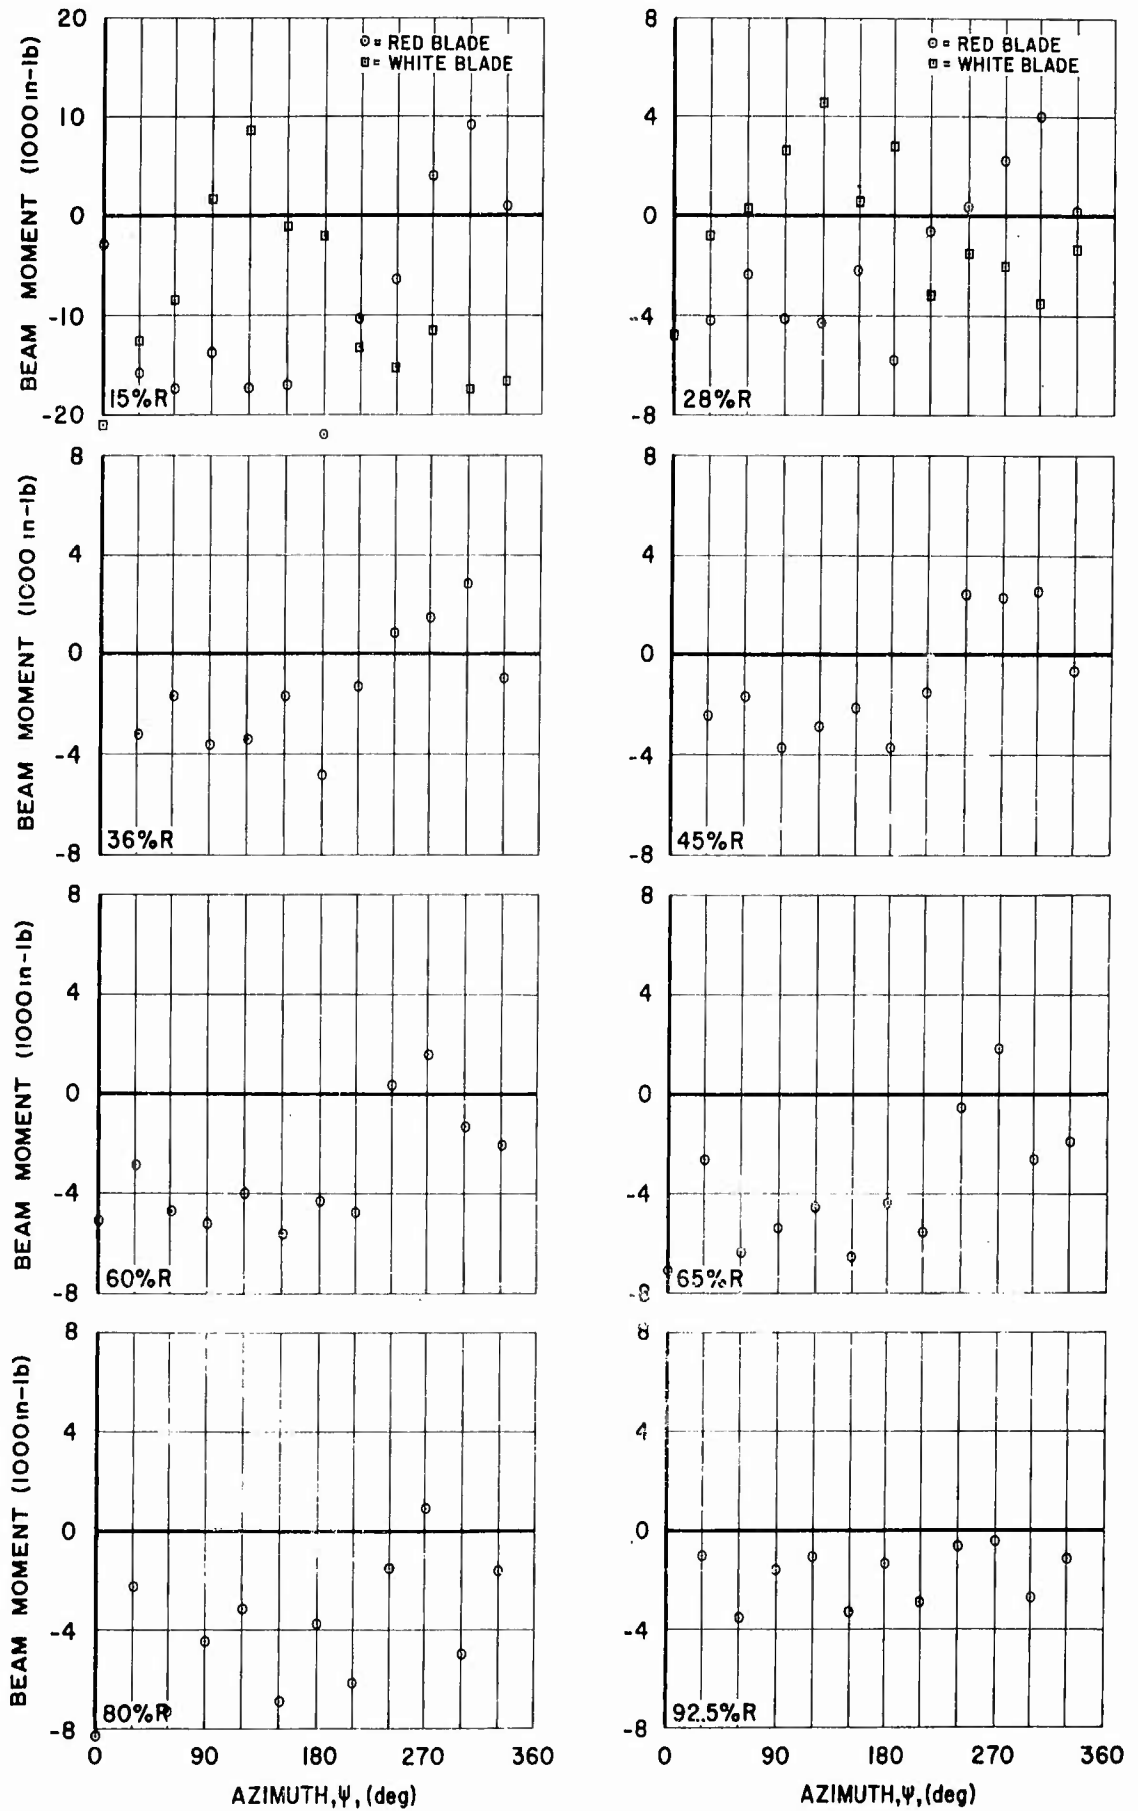 BEAM MOMENT (1000 in-lb)
20
10
0
-10
-20
⊙ = RED BLADE
⊡ = WHITE BLADE
15%R
8
4
0
-4
-8
⊙ = RED BLADE
⊡ = WHITE BLADE
28%R
BEAM MOMENT (1000 in-lb)
8
4
0
-4
-8
36%R
8
4
0
-4
-8
45%R
BEAM MOMENT (1000 in-lb)
8
4
0
-4
-8
60%R
8
4
0
-4
-8
65%R
BEAM MOMENT (1000 in-lb)
8
4
0
-4
-8
80%R
0 90 180 270 360
AZIMUTH, ψ, (deg)
8
4
0
-4
-8
92.5%R
0 90 180 270 360
AZIMUTH, ψ, (deg)